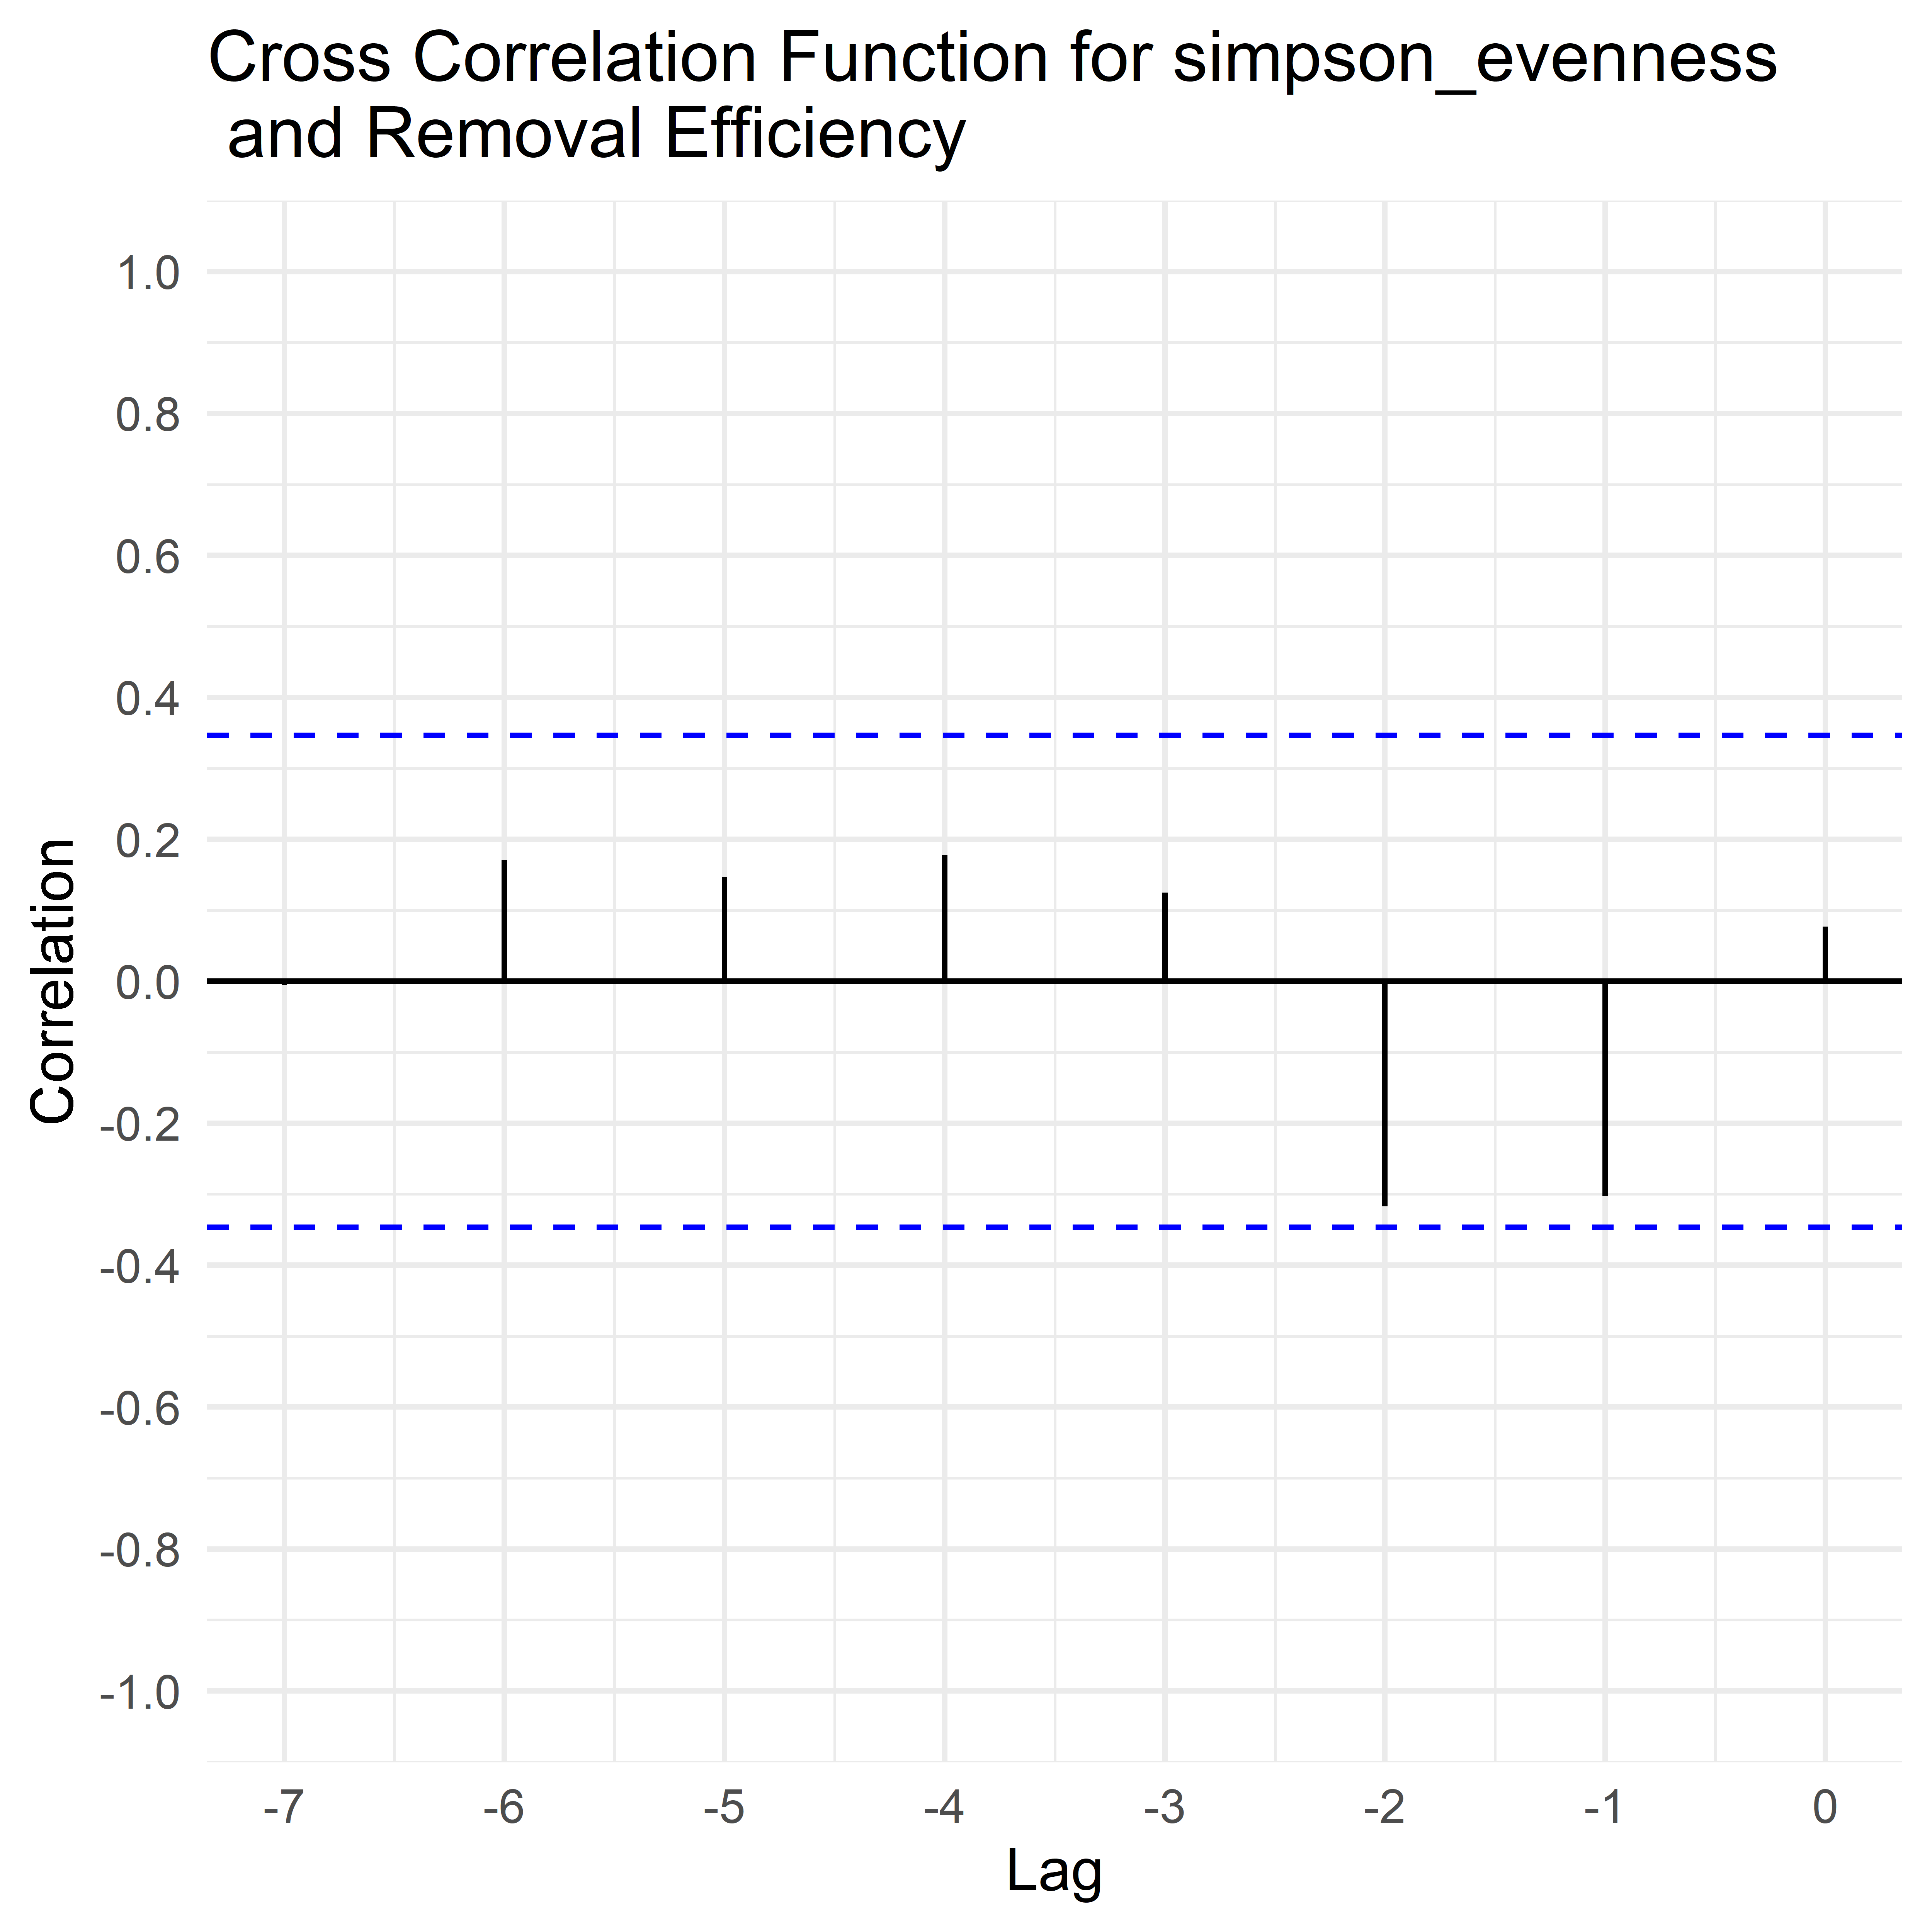 Cross Correlation Function for simpson_evenness
and Removal Efficiency
1.0
0.8
0.6
0.4
0.2
0.0
-0.2
-0.4
-0.6
-0.8
-1.0
Correlation
-7 -6 -5 -4 -3 -2 -1 0
Lag